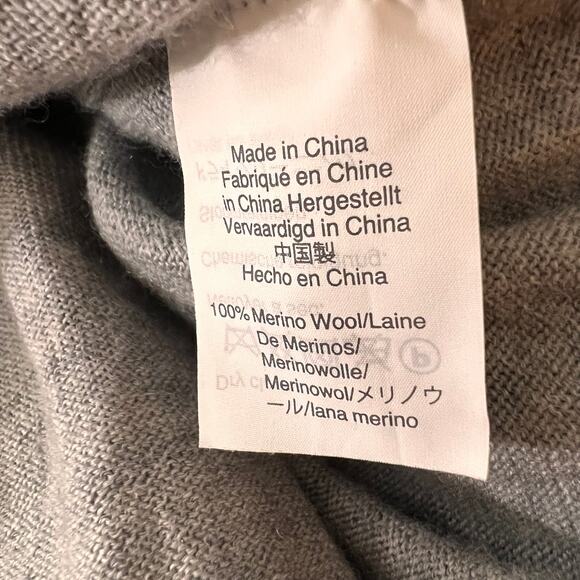 Made in China
Fabriqué en Chine
in China Hergestellt
Vervaardigd in China
中国製
Hecho en China
100% Merino Wool/Laine
De Merinos/
Merinowolle/
Merinowol/メリノウ
ール/lana merino